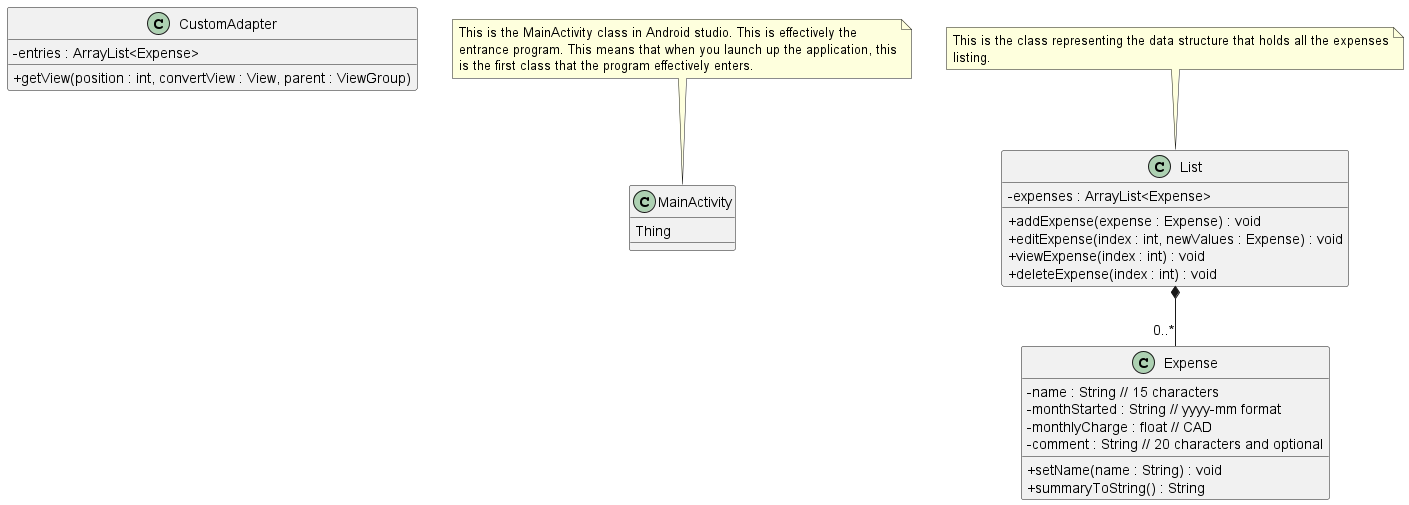 C CustomAdapter
-entries : ArrayList<Expense>
+getView(position : int, convertView : View, parent : ViewGroup)
This is the MainActivity class in Android studio. This is effectively the
entrance program. This means that when you launch up the application, this
is the first class that the program effectively enters.
C MainActivity
Thing
This is the class representing the data structure that holds all the expenses
listing.
C List
-expenses : ArrayList<Expense>
+addExpense(expense : Expense) : void
+editExpense(index : int, newValues : Expense) : void
+viewExpense(index : int) : void
+deleteExpense(index : int) : void
0..*
C Expense
-name : String // 15 characters
-monthStarted : String // yyyy-mm format
-monthlyCharge : float // CAD
-comment : String // 20 characters and optional
+setName(name : String) : void
+summaryToString() : String